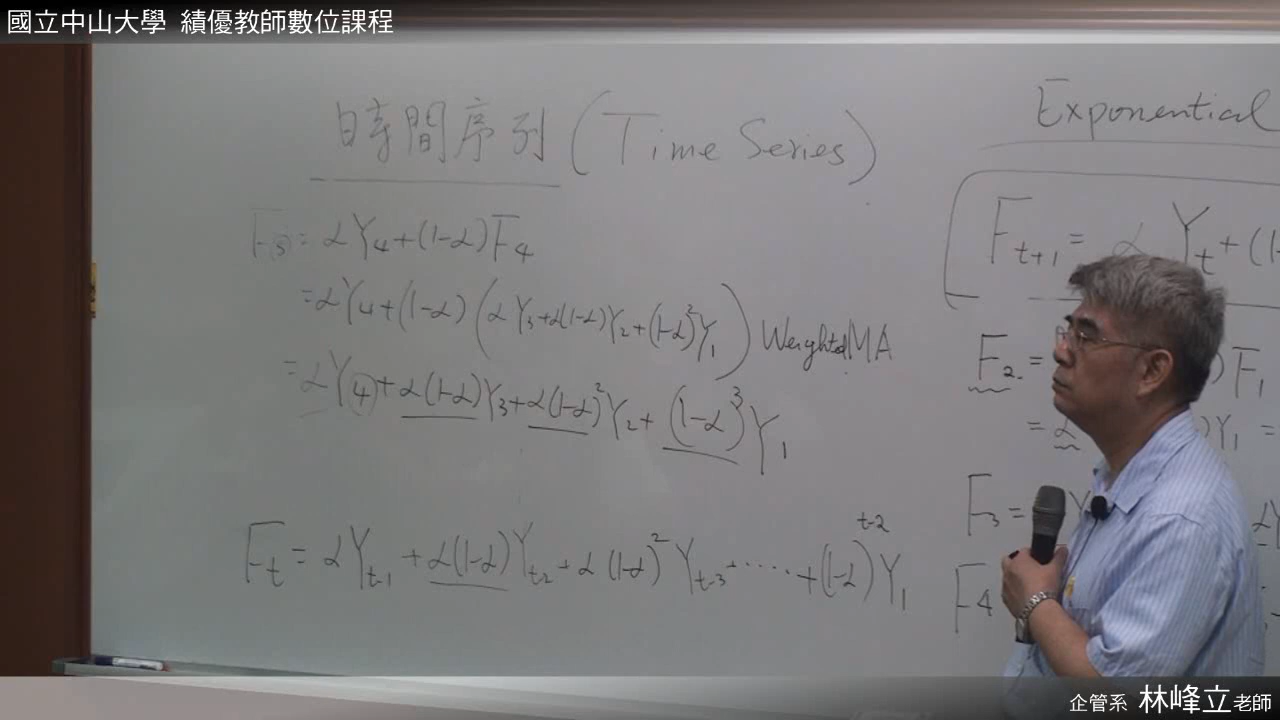 國立中山大學 績優教師數位課程
時間序列 (Time Series)
F5 = αY4+(1-α)F4
=αY4+(1-α)(αY3+α(1-α)Y2+(1-α)²Y1) Weighted MA
=αY4+α(1-α)Y3+α(1-α)²Y2+(1-α)³Y1
Ft = αYt-1+α(1-α)Yt-2+α(1-α)²Yt-3+.....+(1-α)^t-2 Y1
Exponential
Ft+1 = α Yt+(1-
F2 = )F1
= α )Y1 =
F3 = Y
F4
企管系 林峰立老師